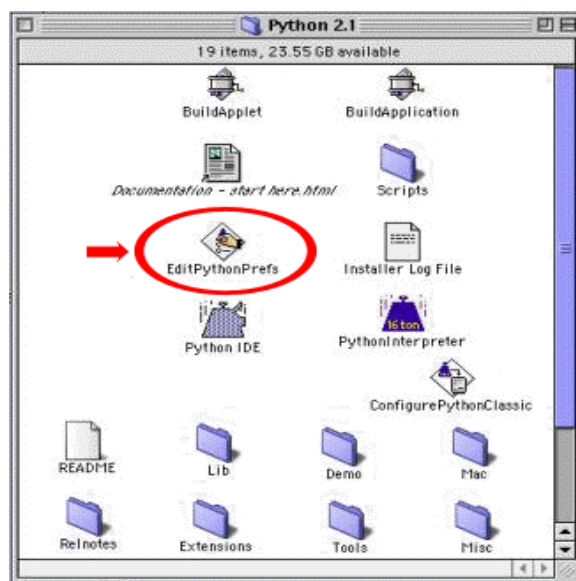 Python 2.1
19 items, 23.55 GB available
BuildApplet
BuildApplication
Documentation - start here.html
Scripts
EditPythonPrefs
Installer Log File
Python IDE
16 ton
PythonInterpreter
ConfigurePythonClassic
README
Lib
Demo
Mac
Relnotes
Extensions
Tools
Misc